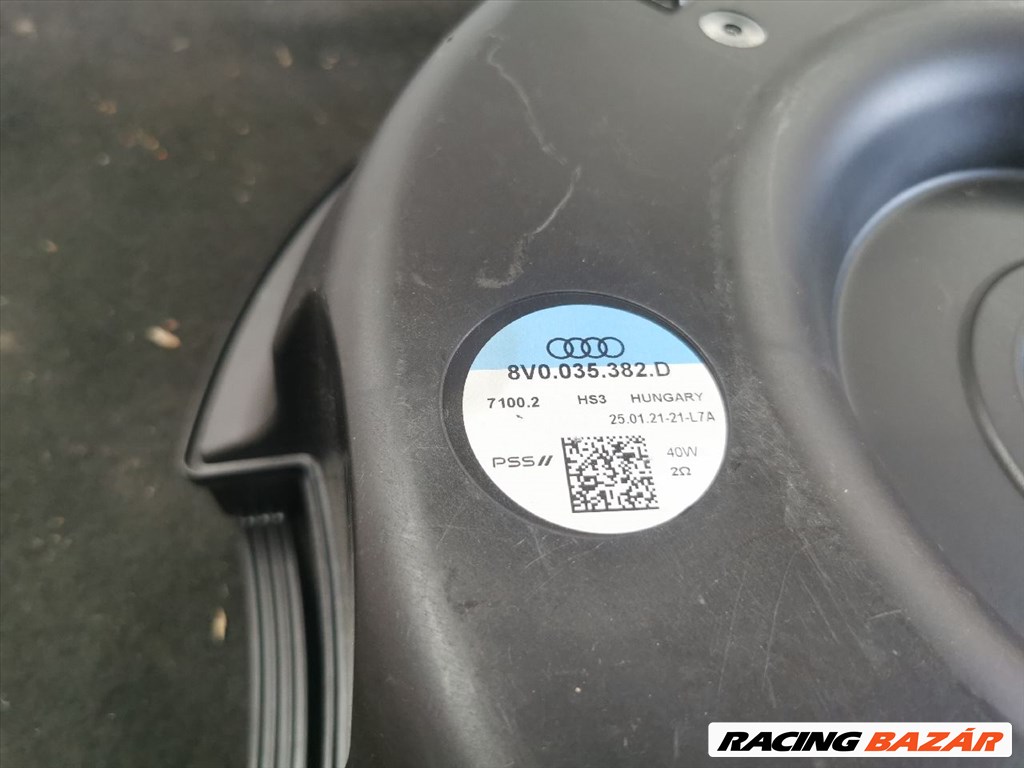 8V0.035.382.D
7100.2 HS3 HUNGARY
25.01.21-21-L7A
PSS// 40W
2Ω
RACING BAZÁR